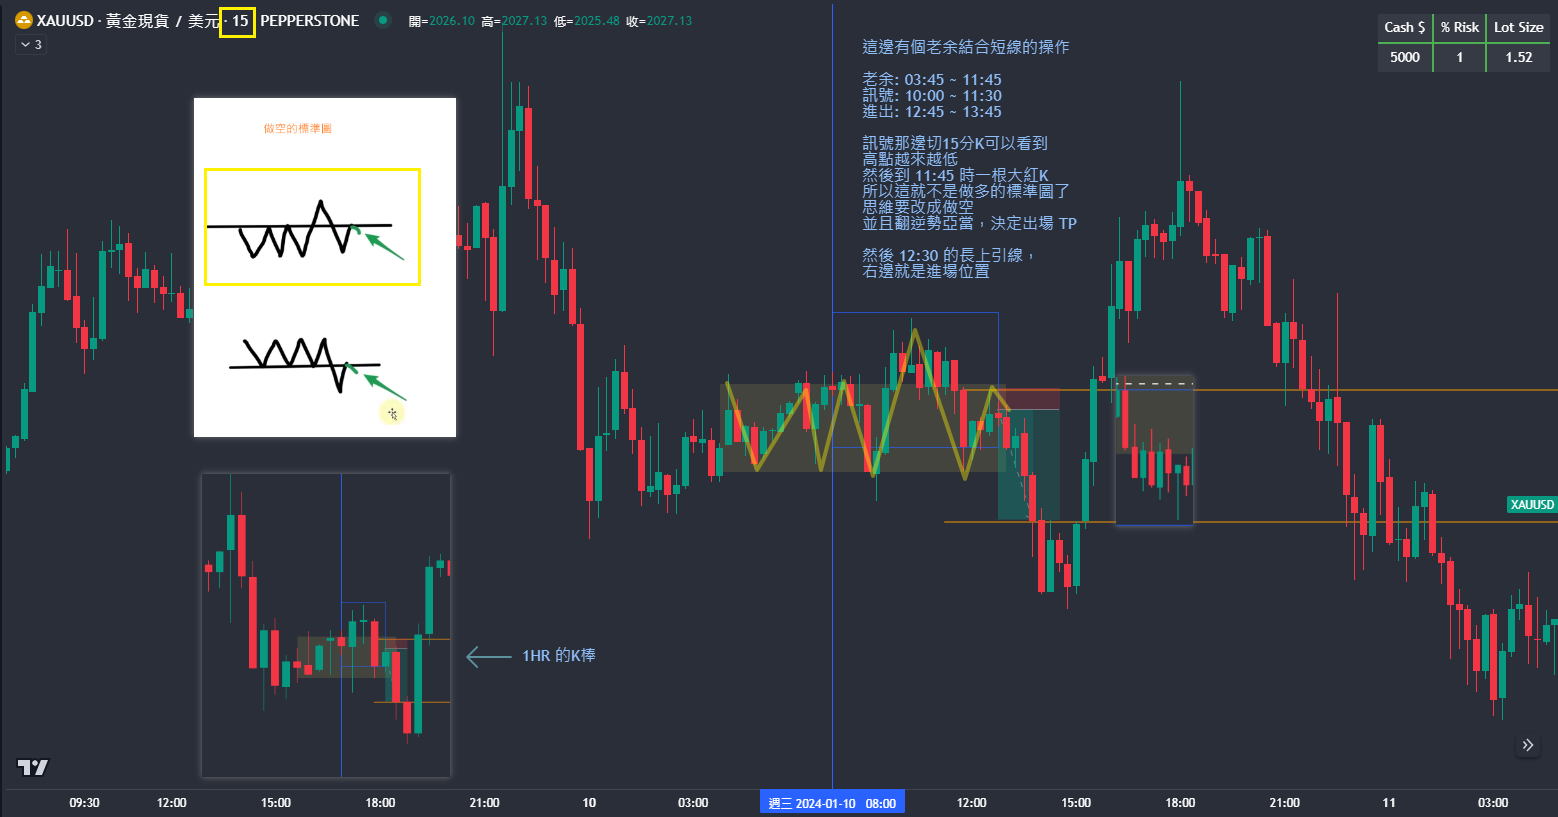 XAUUSD · 黃金現貨 / 美元 · 15 PEPPERSTONE 開=2026.10 高=2027.13 低=2025.48 收=2027.13
3
Cash $ % Risk Lot Size
5000 1 1.52
這邊有個老余結合短線的操作
老余: 03:45 ~ 11:45
訊號: 10:00 ~ 11:30
進出: 12:45 ~ 13:45
訊號那邊切15分K可以看到
高點越來越低
然後到 11:45 時一根大紅K
所以這就不是做多的標準圖了
思維要改成做空
並且翻逆勢亞當，決定出場 TP
然後 12:30 的長上引線，
右邊就是進場位置
做空的標準圖
XAUUSD
1HR 的K棒
09:30 12:00 15:00 18:00 21:00 10 03:00 週三 2024-01-10 08:00 12:00 15:00 18:00 21:00 11 03:00